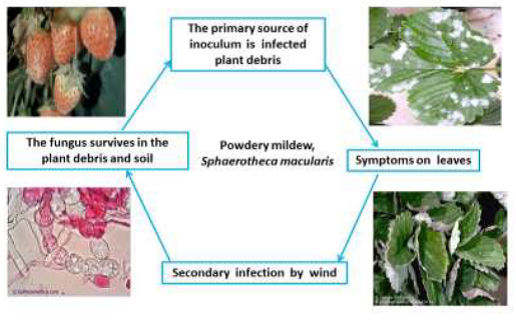 The primary source of
inoculum is infected
plant debris
The fungus survives in the
plant debris and soil
Powdery mildew,
Sphaerotheca macularis
Symptoms on leaves
Secondary infection by wind